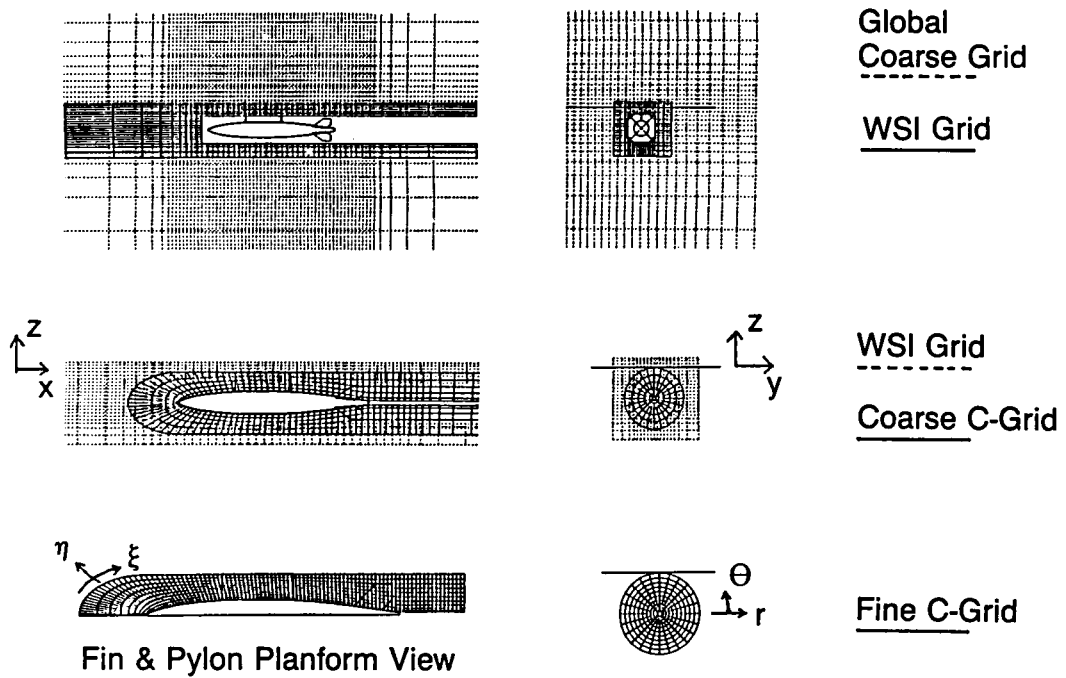 Global
Coarse Grid
WSI Grid
z
x
z
y
WSI Grid
Coarse C-Grid
η
ξ
Θ
r
Fine C-Grid
Fin & Pylon Planform View